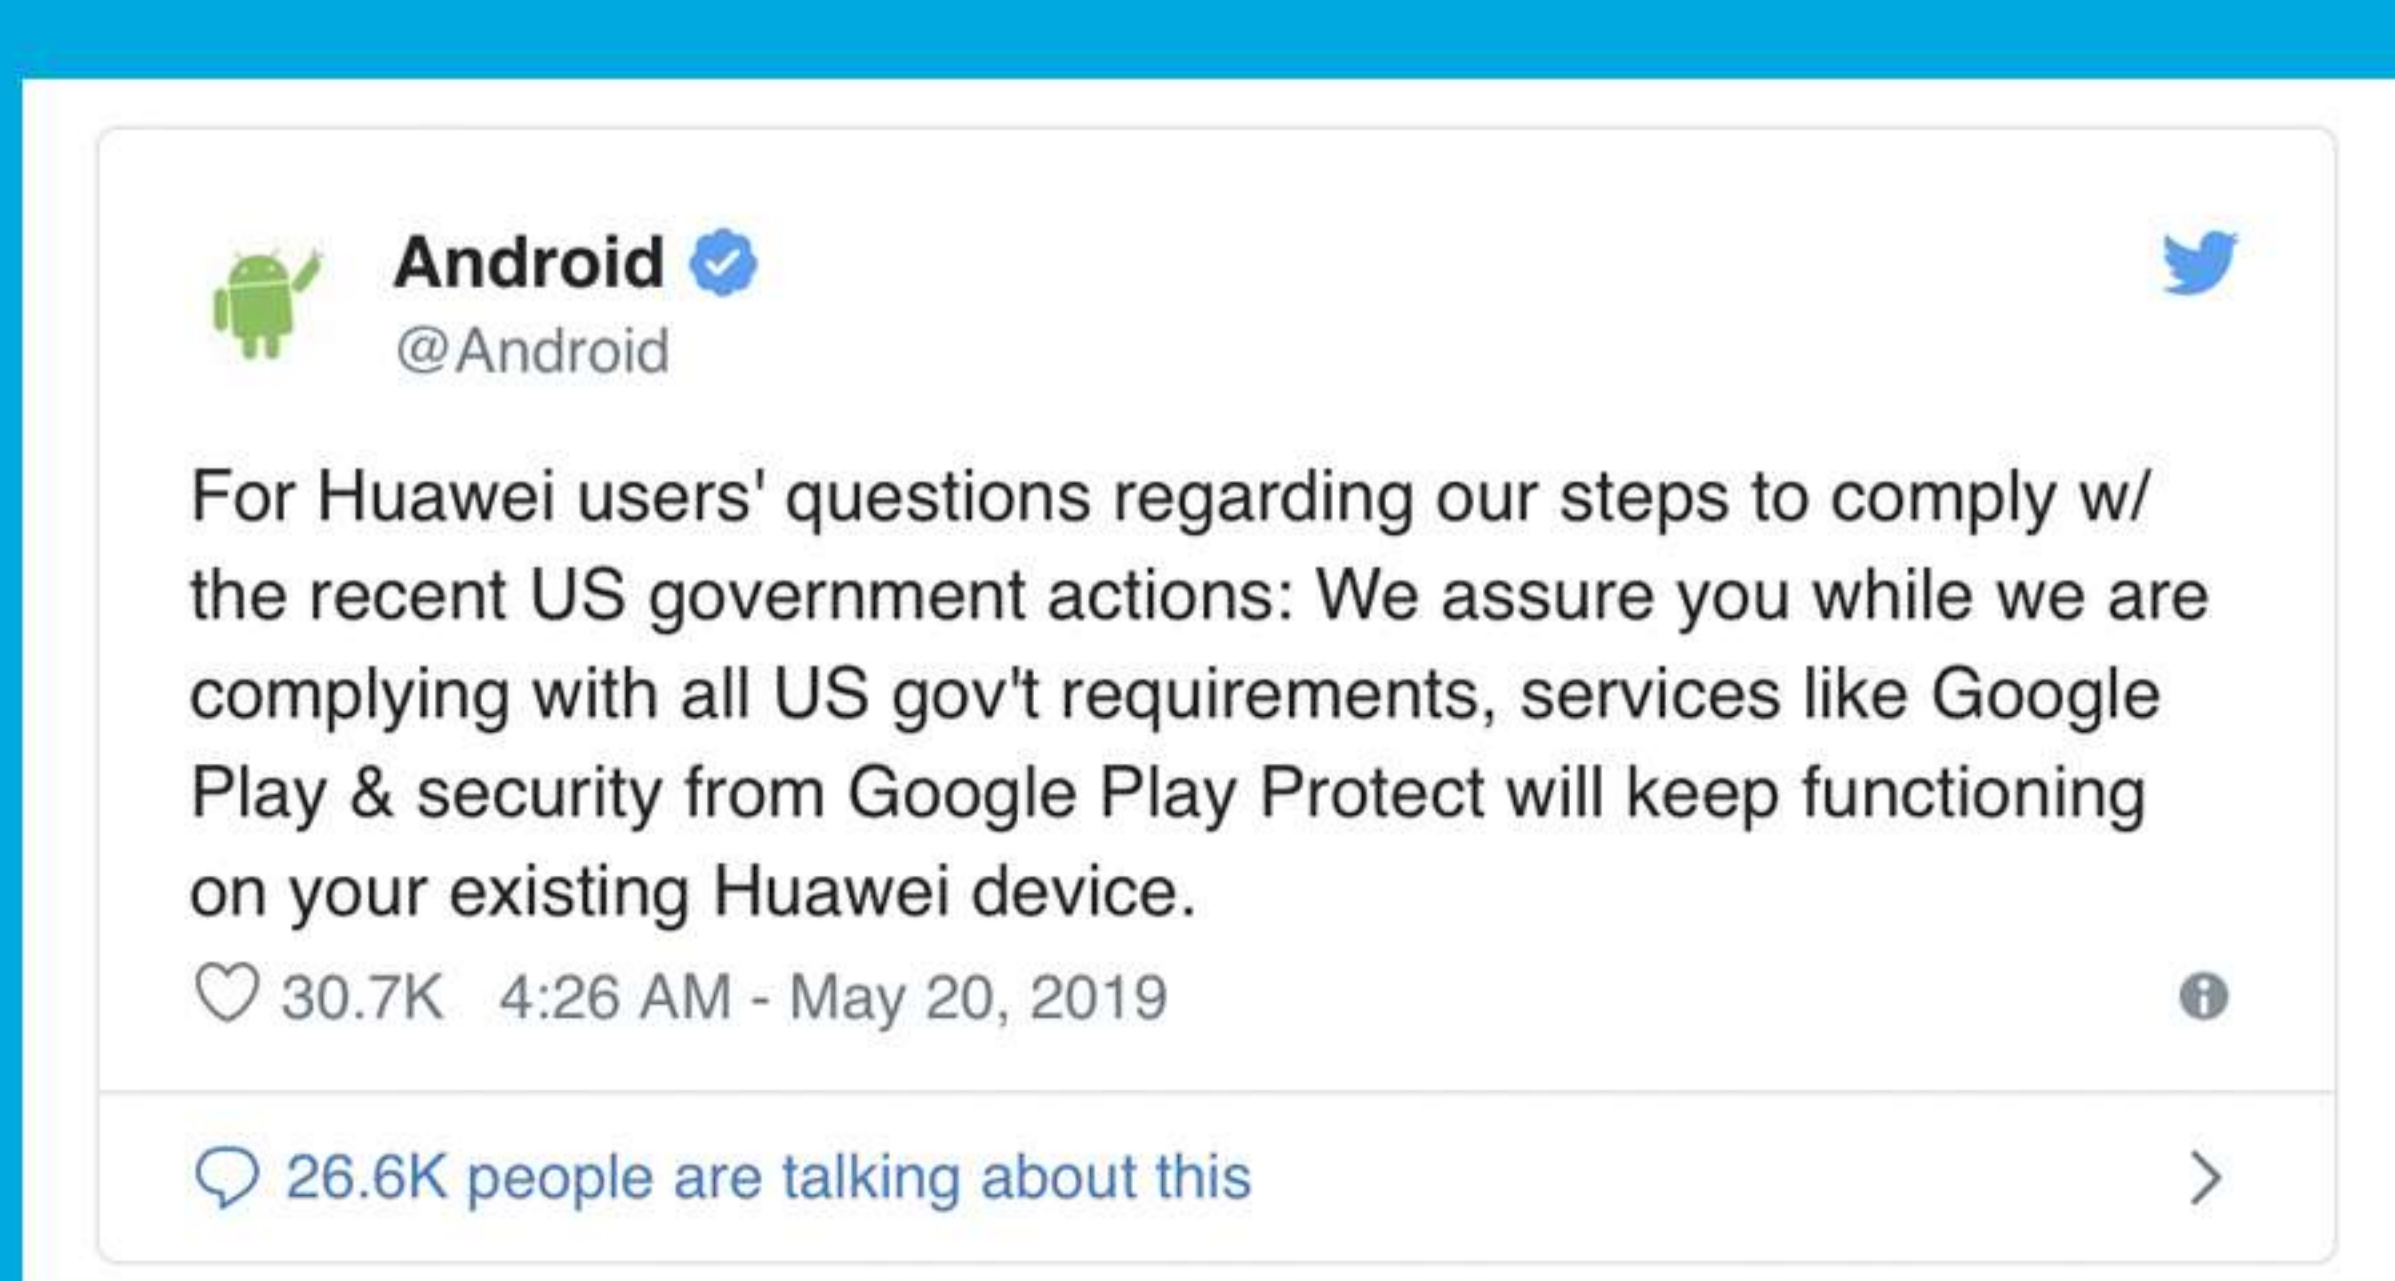 Android
@Android
For Huawei users' questions regarding our steps to comply w/
the recent US government actions: We assure you while we are
complying with all US gov't requirements, services like Google
Play & security from Google Play Protect will keep functioning
on your existing Huawei device.
30.7K 4:26 AM - May 20, 2019
26.6K people are talking about this